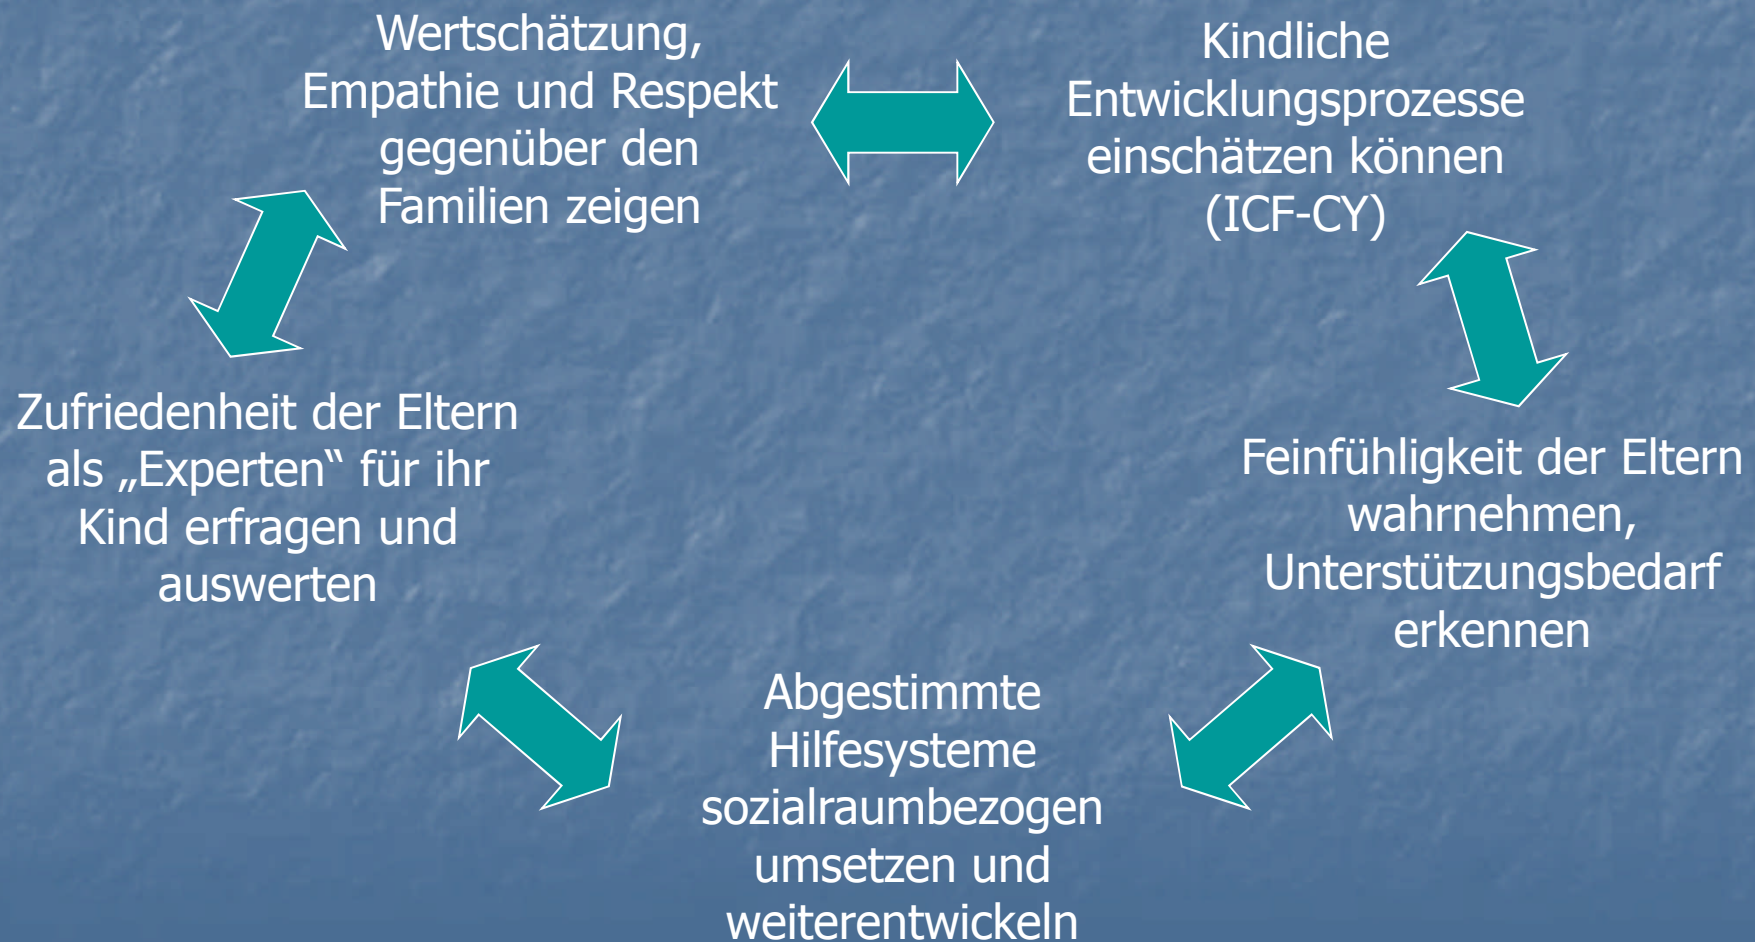 Wertschätzung,
Empathie und Respekt
gegenüber den
Familien zeigen
Kindliche
Entwicklungsprozesse
einschätzen können
(ICF-CY)
Zufriedenheit der Eltern
als „Experten“ für ihr
Kind erfragen und
auswerten
Feinfühligkeit der Eltern
wahrnehmen,
Unterstützungsbedarf
erkennen
Abgestimmte
Hilfesysteme
sozialraumbezogen
umsetzen und
weiterentwickeln